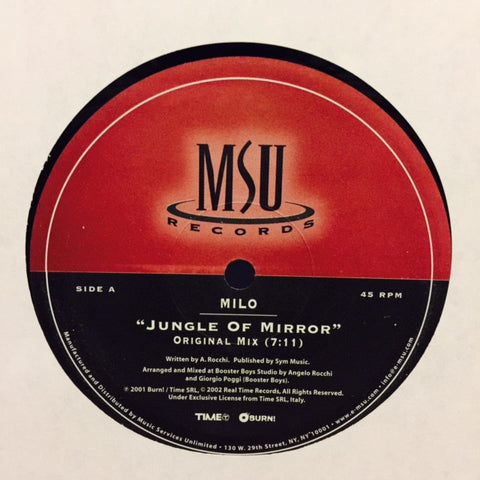 MSU
RECORDS
SIDE A
45 RPM
MILO
"JUNGLE OF MIRROR"
ORIGINAL MIX (7:11)
Written by A. Rocchi. Published by Sym Music.
Arranged and Mixed at Booster Boys Studio by Angelo Rocchi
and Giorgio Poggi (Booster Boys).
℗ 2001 Burn! / Time SRL, © 2002 Real Time Records, All Rights Reserved.
Under Exclusive License from Time SRL, Italy.
TIME BURN!
Manufactured and Distributed by Music Services Unlimited • 130 W. 29th Street, NY, NY 10001 • www.e-msu.com • info@e-msu.com